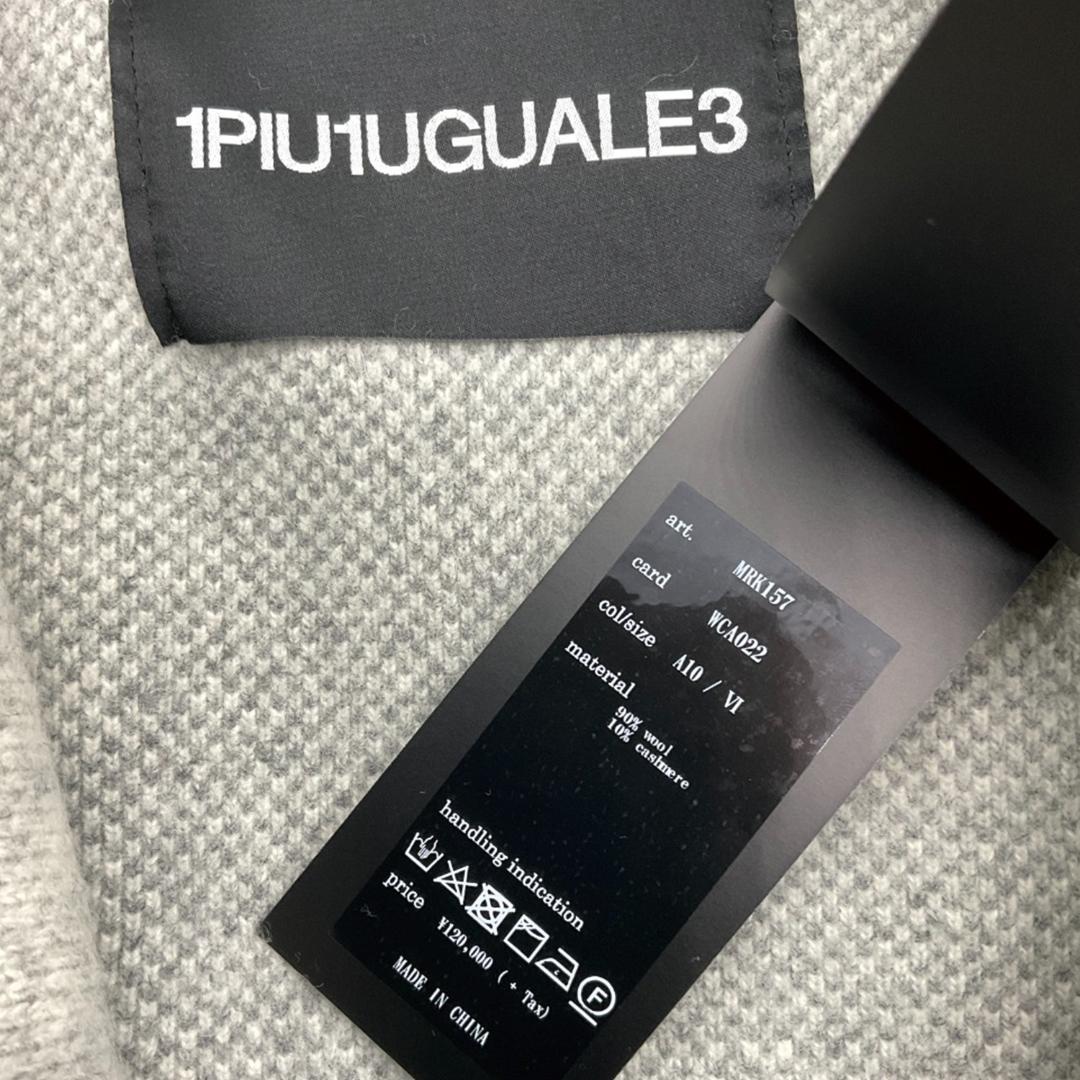 1PIU1UGUALE3
art. MRK157
card WCA022
col/size A10 / VI
material
90% wool
10% cashmere
handling indication
F
price ¥120,000 ( + Tax)
MADE IN CHINA